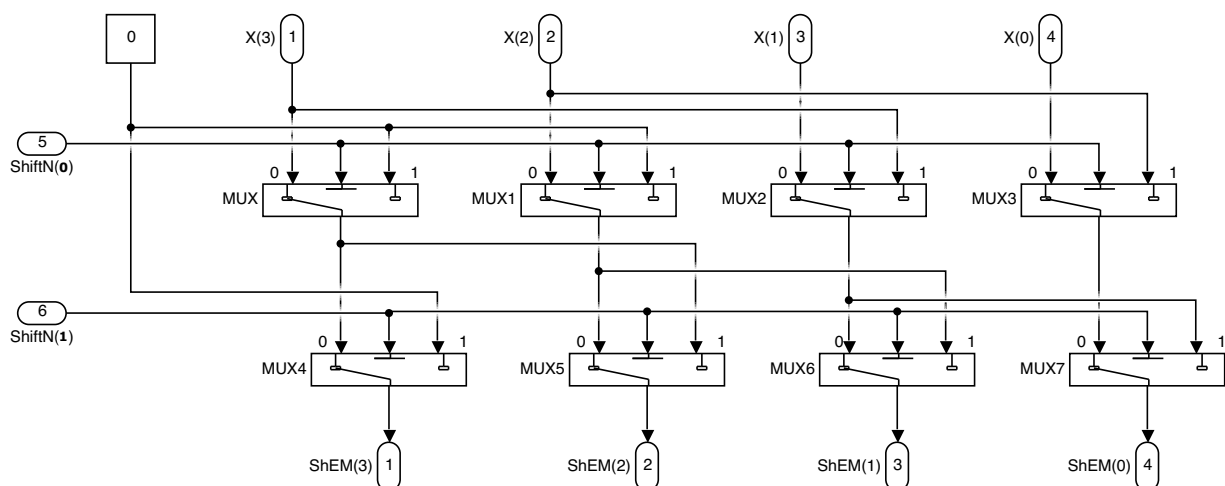 0 X(3) 1 X(2) 2 X(1) 3 X(0) 4
5
ShiftN(0)
0 1 0 1 0 1 0 1
MUX MUX1 MUX2 MUX3
6
ShiftN(1)
0 1 0 1 0 1 0 1
MUX4 MUX5 MUX6 MUX7
ShEM(3) 1 ShEM(2) 2 ShEM(1) 3 ShEM(0) 4